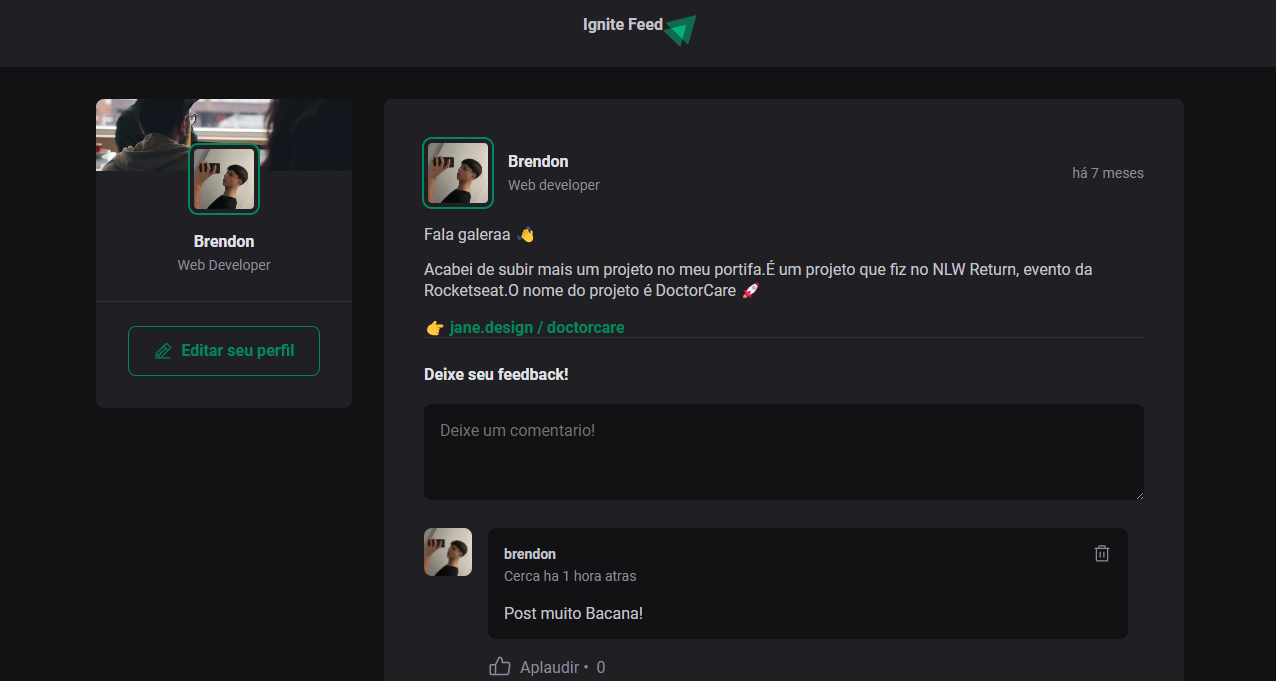 Ignite Feed
Brendon
Web Developer
Editar seu perfil
Brendon
Web developer
há 7 meses
Fala galeraa 👋
Acabei de subir mais um projeto no meu portifa.É um projeto que fiz no NLW Return, evento da
Rocketseat.O nome do projeto é DoctorCare 🚀
👉 jane.design / doctorcare
Deixe seu feedback!
Deixe um comentario!
brendon
Cerca ha 1 hora atras
Post muito Bacana!
Aplaudir • 0